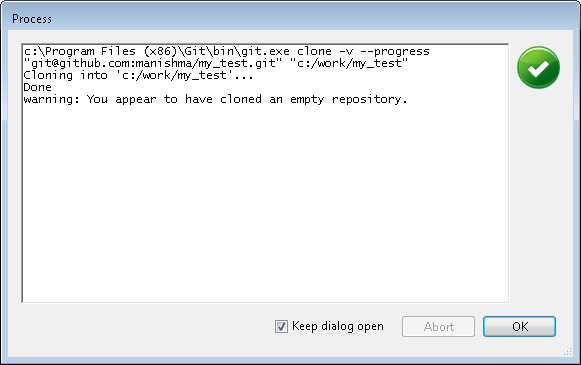 Process
c:\Program Files (x86)\Git\bin\git.exe clone -v --progress
"git@github.com:manishma/my_test.git" "c:/work/my_test"
Cloning into 'c:/work/my_test'...
Done
warning: You appear to have cloned an empty repository.
Keep dialog open
Abort
OK